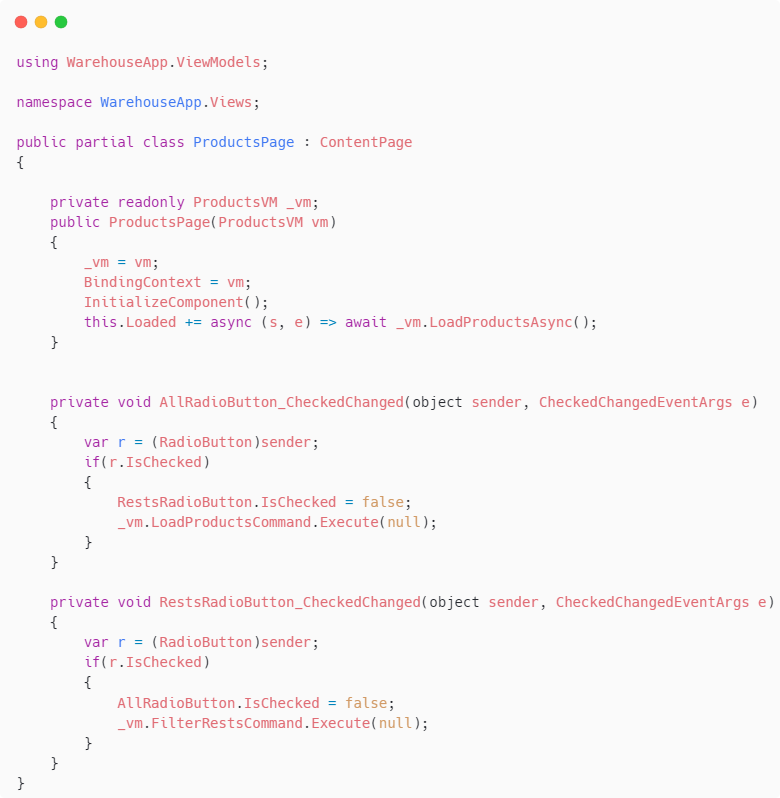 using WarehouseApp.ViewModels;

namespace WarehouseApp.Views;

public partial class ProductsPage : ContentPage
{

    private readonly ProductsVM _vm;
    public ProductsPage(ProductsVM vm)
    {
        _vm = vm;
        BindingContext = vm;
        InitializeComponent();
        this.Loaded += async (s, e) => await _vm.LoadProductsAsync();
    }


    private void AllRadioButton_CheckedChanged(object sender, CheckedChangedEventArgs e)
    {
        var r = (RadioButton)sender;
        if(r.IsChecked)
        {
            RestsRadioButton.IsChecked = false;
            _vm.LoadProductsCommand.Execute(null);
        }
    }

    private void RestsRadioButton_CheckedChanged(object sender, CheckedChangedEventArgs e)
    {
        var r = (RadioButton)sender;
        if(r.IsChecked)
        {
            AllRadioButton.IsChecked = false;
            _vm.FilterRestsCommand.Execute(null);
        }
    }
}